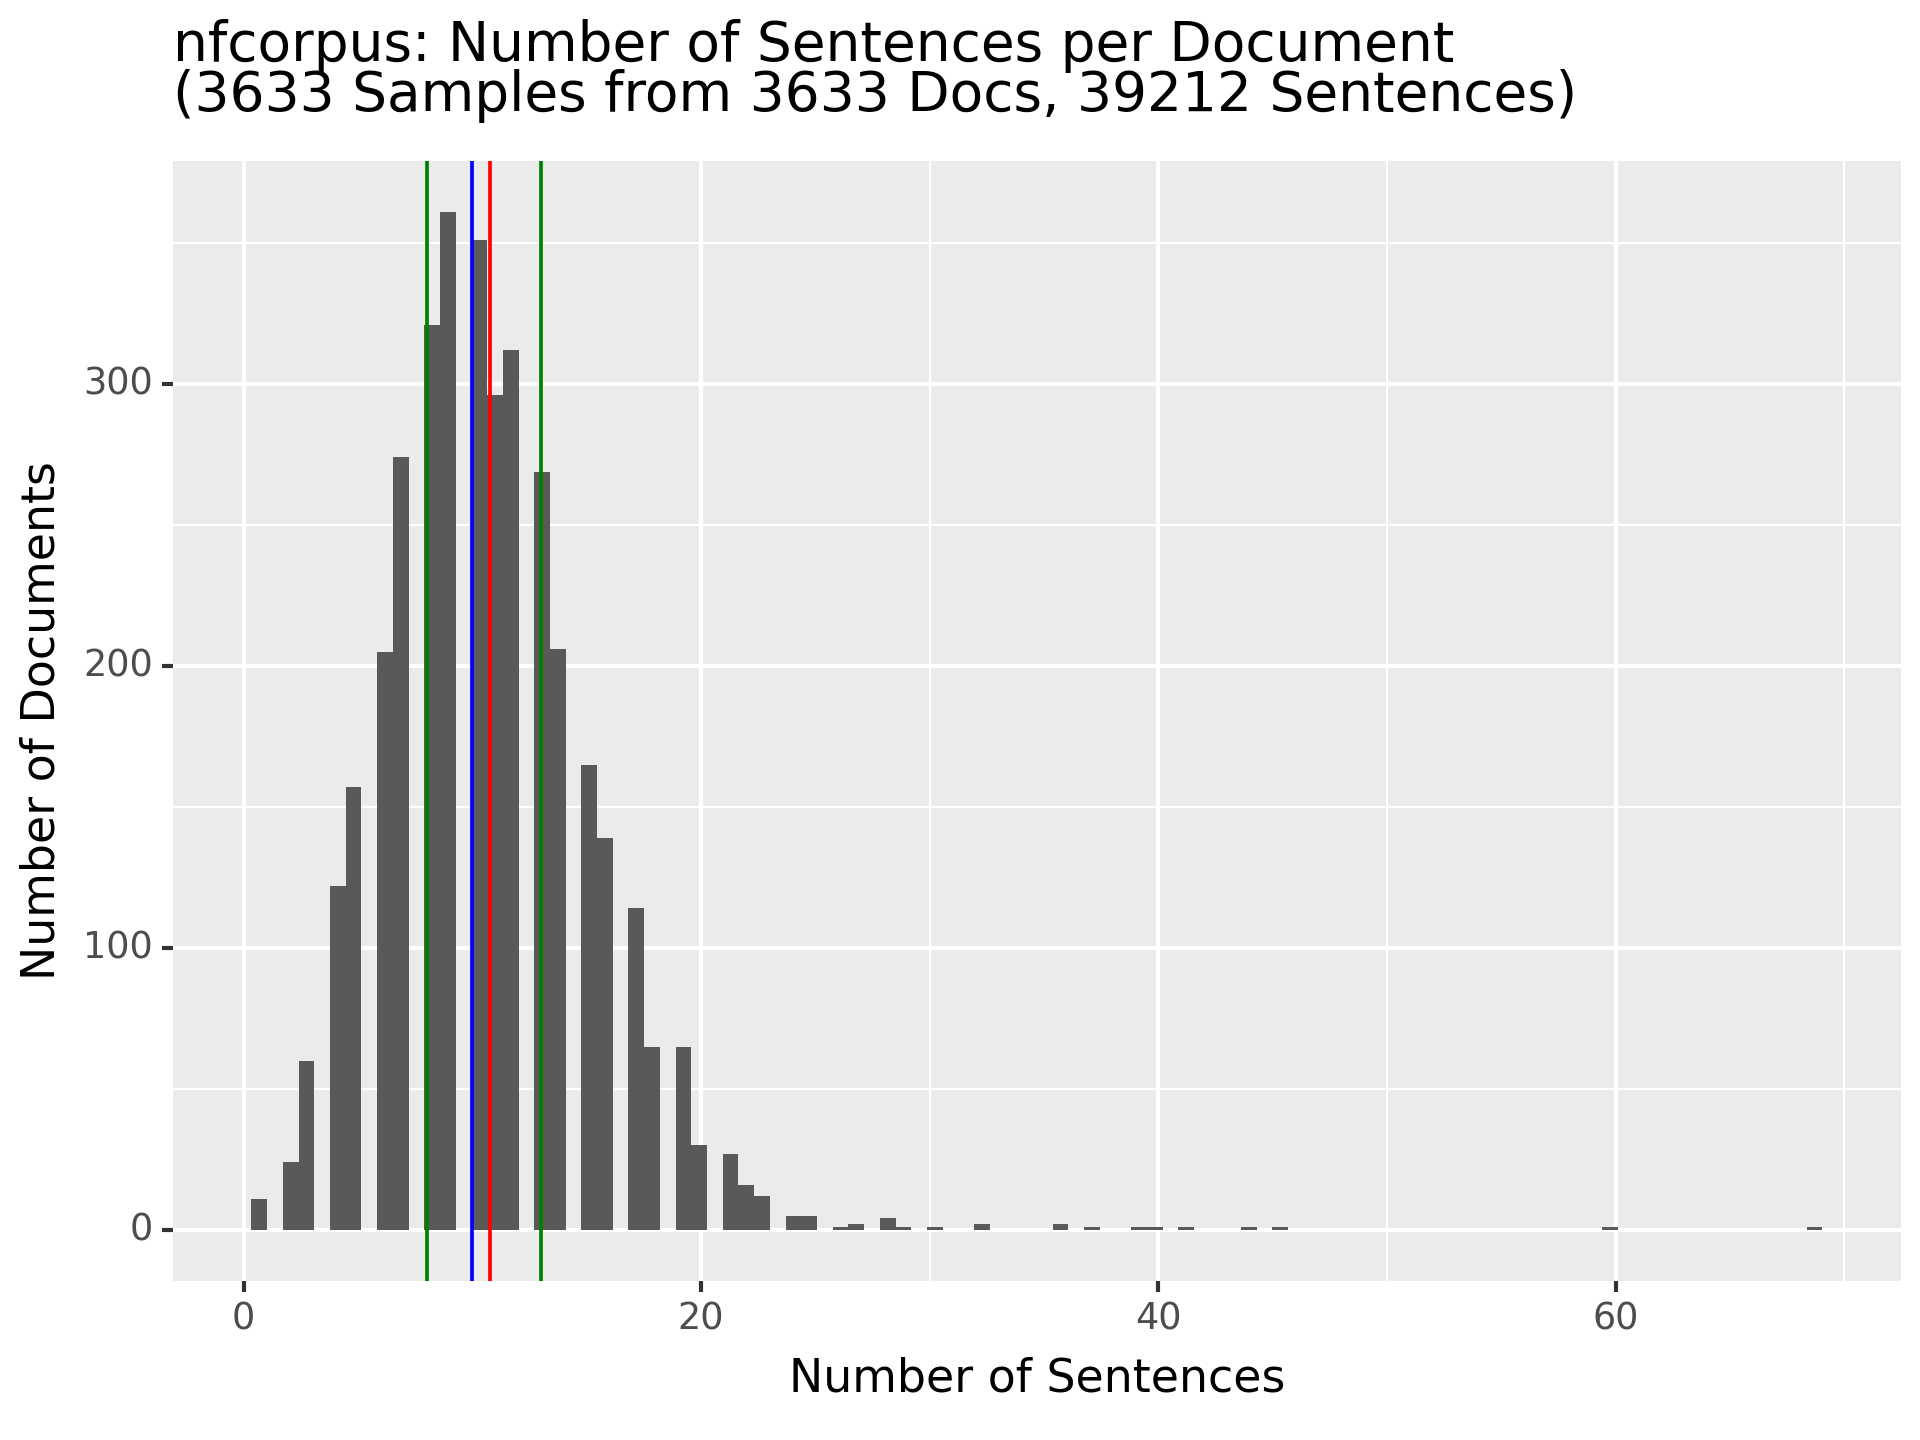 nfcorpus: Number of Sentences per Document
(3633 Samples from 3633 Docs, 39212 Sentences)
Number of Documents
300
200
100
0
0 20 40 60
Number of Sentences